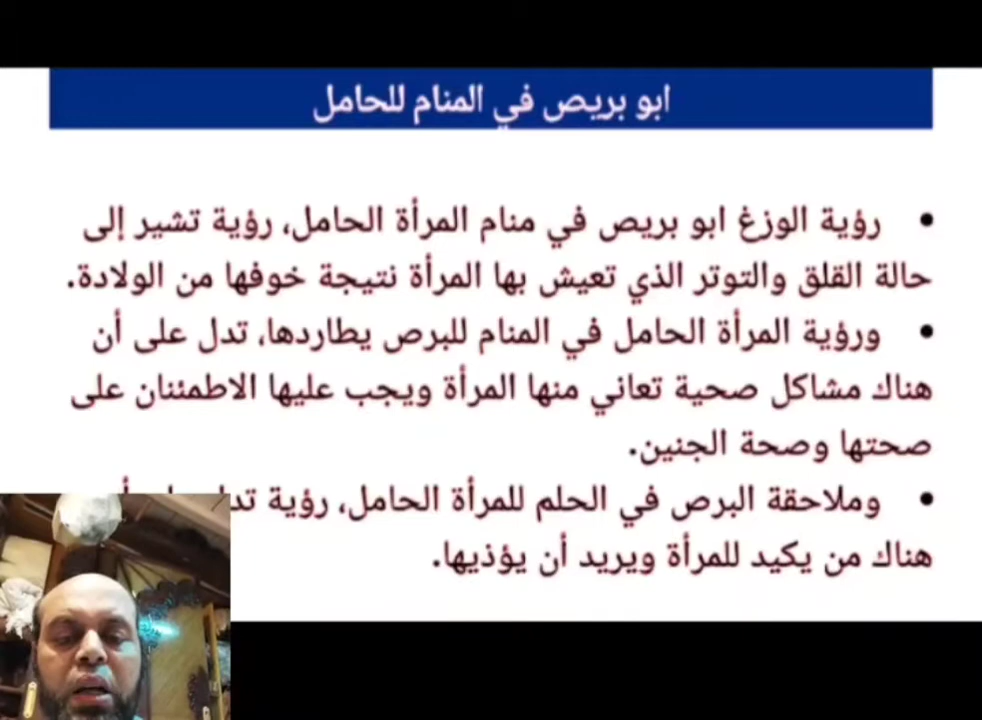 ابو بريص في المنام للحامل
• رؤية الوزغ ابو بريص في منام المرأة الحامل، رؤية تشير إلى
حالة القلق والتوتر الذي تعيش بها المرأة نتيجة خوفها من الولادة.
• ورؤية المرأة الحامل في المنام للبرص يطاردها، تدل على أن
هناك مشاكل صحية تعاني منها المرأة ويجب عليها الاطمئنان على
صحتها وصحة الجنين.
• وملاحقة البرص في الحلم للمرأة الحامل، رؤية
هناك من يكيد للمرأة ويريد أن يؤذيها.